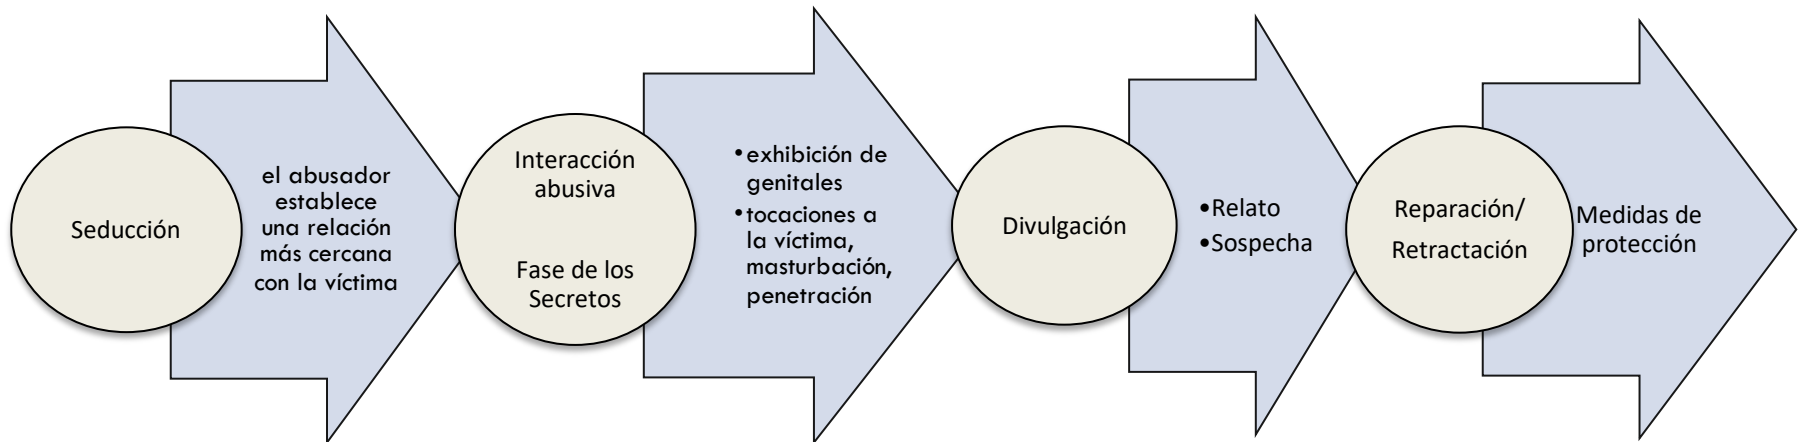 Seducción
el abusador
establece
una relación
más cercana
con la víctima
Interacción
abusiva
Fase de los
Secretos
•exhibición de
genitales
•tocaciones a
la víctima,
masturbación,
penetración
Divulgación
•Relato
•Sospecha
Reparación/
Retractación
Medidas de
protección